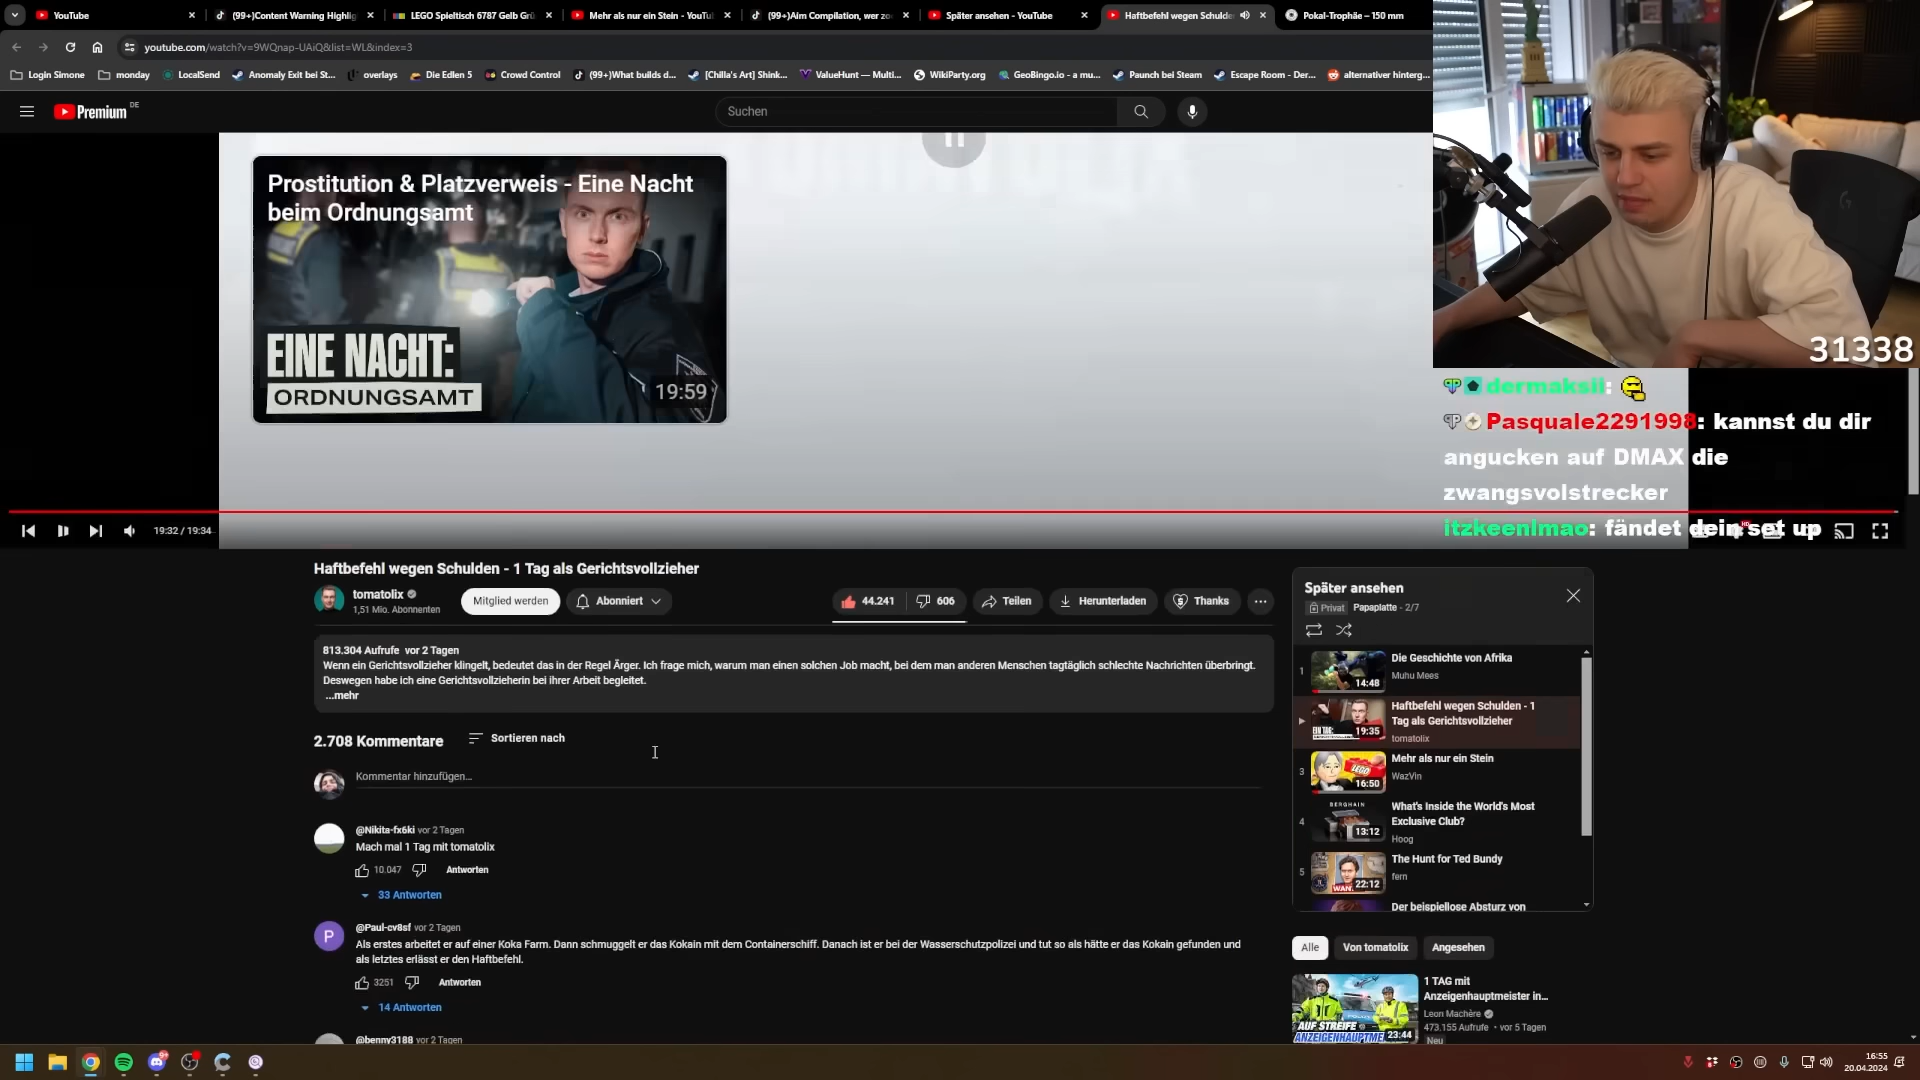 YouTube
(99+)Content Warning Highlig
LEGO Spieltisch 6787 Gelb Grü
Mehr als nur ein Stein - YouTu
(99+)Aim Compilation, wer zo
Später ansehen - YouTube
Haftbefehl wegen Schulde
Pokal-Trophäe – 150 mm
youtube.com/watch?v=9WQnap-UAiQ&list=WL&index=3
Login Simone
monday
LocalSend
Anomaly Exit bei St...
overlays
Die Edlen 5
Crowd Control
(99+)What builds d...
[Chilla's Art] Shink...
ValueHunt — Multi...
WikiParty.org
GeoBingo.io - a mu...
Paunch bei Steam
Escape Room - Der...
alternativer hinterg...
Premium DE
Suchen
Prostitution & Platzverweis - Eine Nacht
beim Ordnungsamt
EINE NACHT:
ORDNUNGSAMT
19:59
31338
dermaksii:
Pasquale2291998: kannst du dir
angucken auf DMAX die
zwangsvolstrecker
itzkeenlmao: fändet dein set up
19:32 / 19:34
Haftbefehl wegen Schulden - 1 Tag als Gerichtsvollzieher
tomatolix
1,51 Mio. Abonnenten
Mitglied werden
Abonniert
44.241
606
Teilen
Herunterladen
Thanks
813.304 Aufrufe vor 2 Tagen
Wenn ein Gerichtsvollzieher klingelt, bedeutet das in der Regel Ärger. Ich frage mich, warum man einen solchen Job macht, bei dem man anderen Menschen tagtäglich schlechte Nachrichten überbringt.
Deswegen habe ich eine Gerichtsvollzieherin bei ihrer Arbeit begleitet.
...mehr
2.708 Kommentare
Sortieren nach
Kommentar hinzufügen...
@Nikita-fx6ki vor 2 Tagen
Mach mal 1 Tag mit tomatolix
10.047
Antworten
33 Antworten
P
@Paul-cv8sf vor 2 Tagen
Als erstes arbeitet er auf einer Koka Farm. Dann schmuggelt er das Kokain mit dem Containerschiff. Danach ist er bei der Wasserschutzpolizei und tut so als hätte er das Kokain gefunden und
als letztes erlässt er den Haftbefehl.
3251
Antworten
14 Antworten
@benny3188 vor 2 Tagen
Später ansehen
Privat Papaplatte - 2/7
1
14:48
Die Geschichte von Afrika
Muhu Mees
19:35
Haftbefehl wegen Schulden - 1
Tag als Gerichtsvollzieher
tomatolix
3
LEGO
16:50
Mehr als nur ein Stein
WazVin
4
BERGHAIN
13:12
What's Inside the World's Most
Exclusive Club?
Hoog
5
WAN
22:12
The Hunt for Ted Bundy
fern
Der beispiellose Absturz von
Alle
Von tomatolix
Angesehen
AUF STREIFE
ANZEIGENHAUPTME
23:44
1 TAG mit
Anzeigenhauptmeister in...
Leon Machère
473.155 Aufrufe • vor 5 Tagen
Neu
16:55
20.04.2024